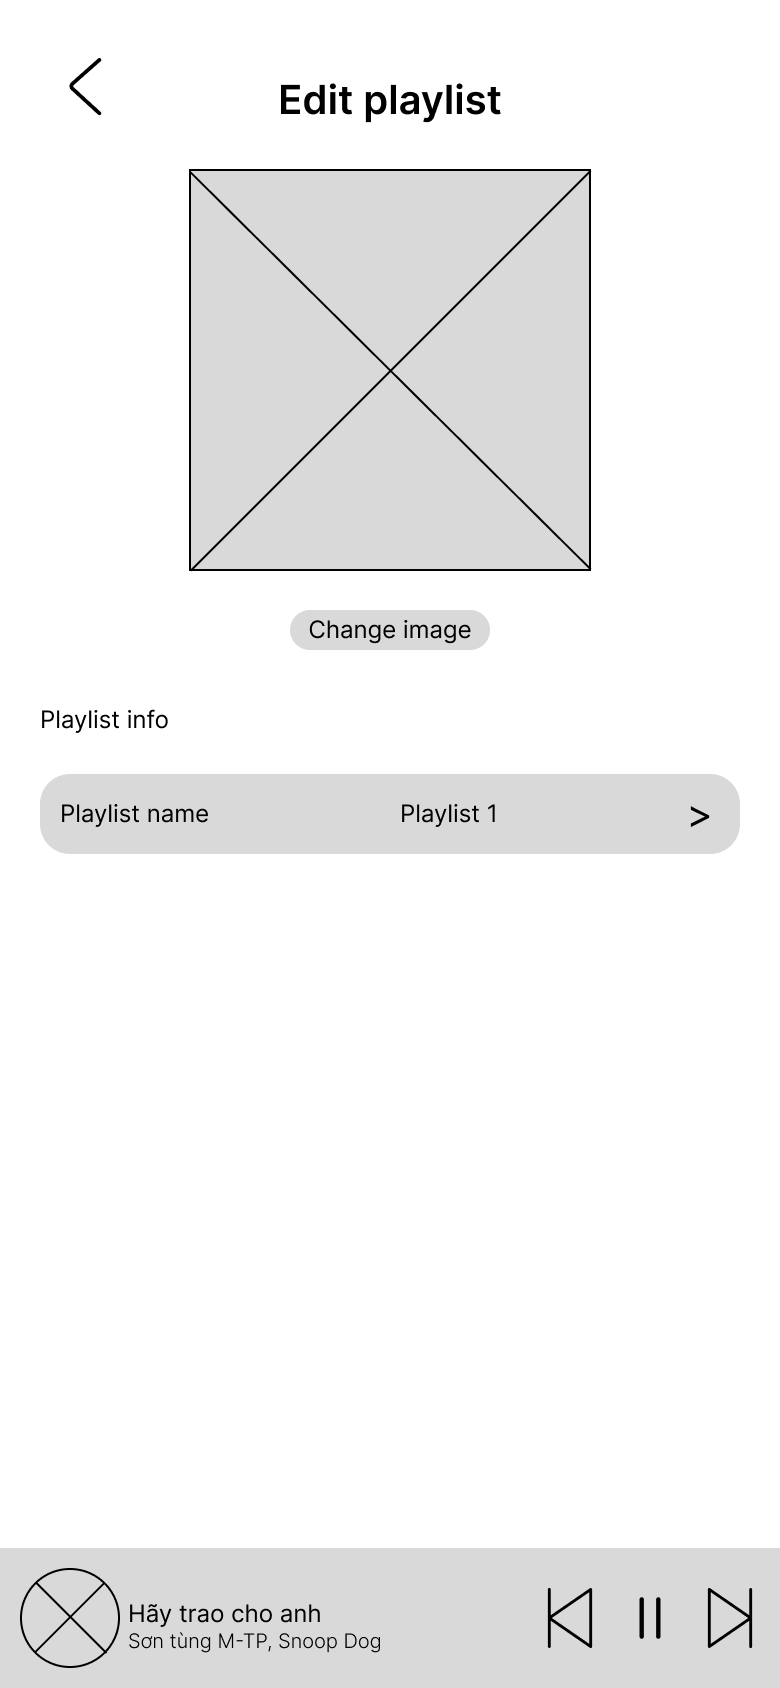 Edit playlist
Change image
Playlist info
Playlist name Playlist 1 >
Hãy trao cho anh
Sơn tùng M-TP, Snoop Dog